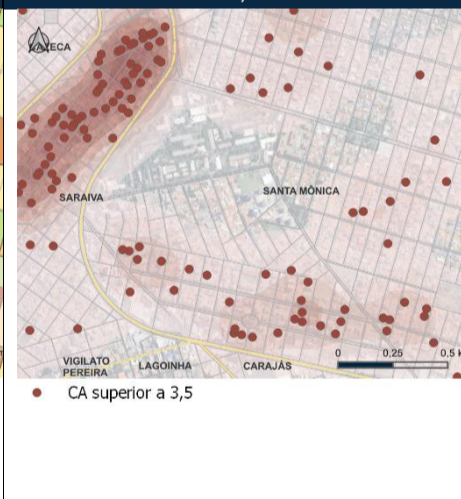 SARAIVA
SANTA MÔNICA
VIGILATO
PEREIRA
LAGOINHA
CARAJÁS
0 0,25 0,5 k
CA superior a 3,5